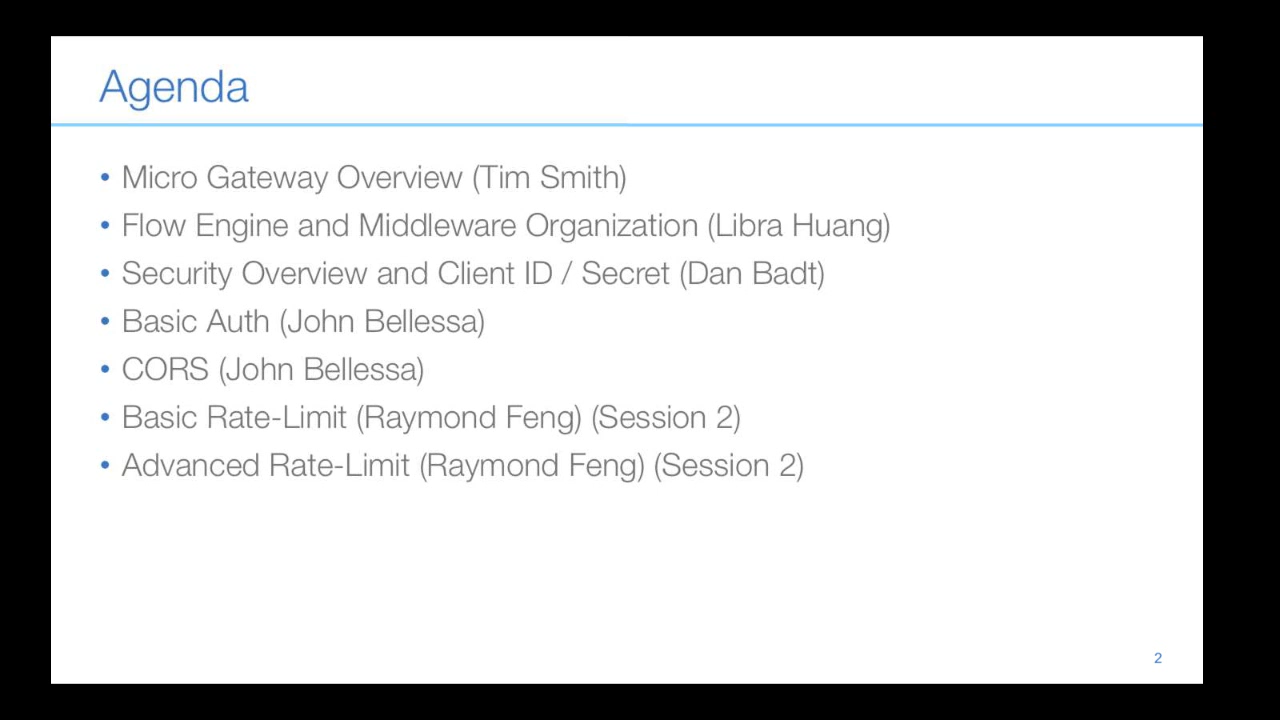 Agenda
• Micro Gateway Overview (Tim Smith)
• Flow Engine and Middleware Organization (Libra Huang)
• Security Overview and Client ID / Secret (Dan Badt)
• Basic Auth (John Bellessa)
• CORS (John Bellessa)
• Basic Rate-Limit (Raymond Feng) (Session 2)
• Advanced Rate-Limit (Raymond Feng) (Session 2)
2